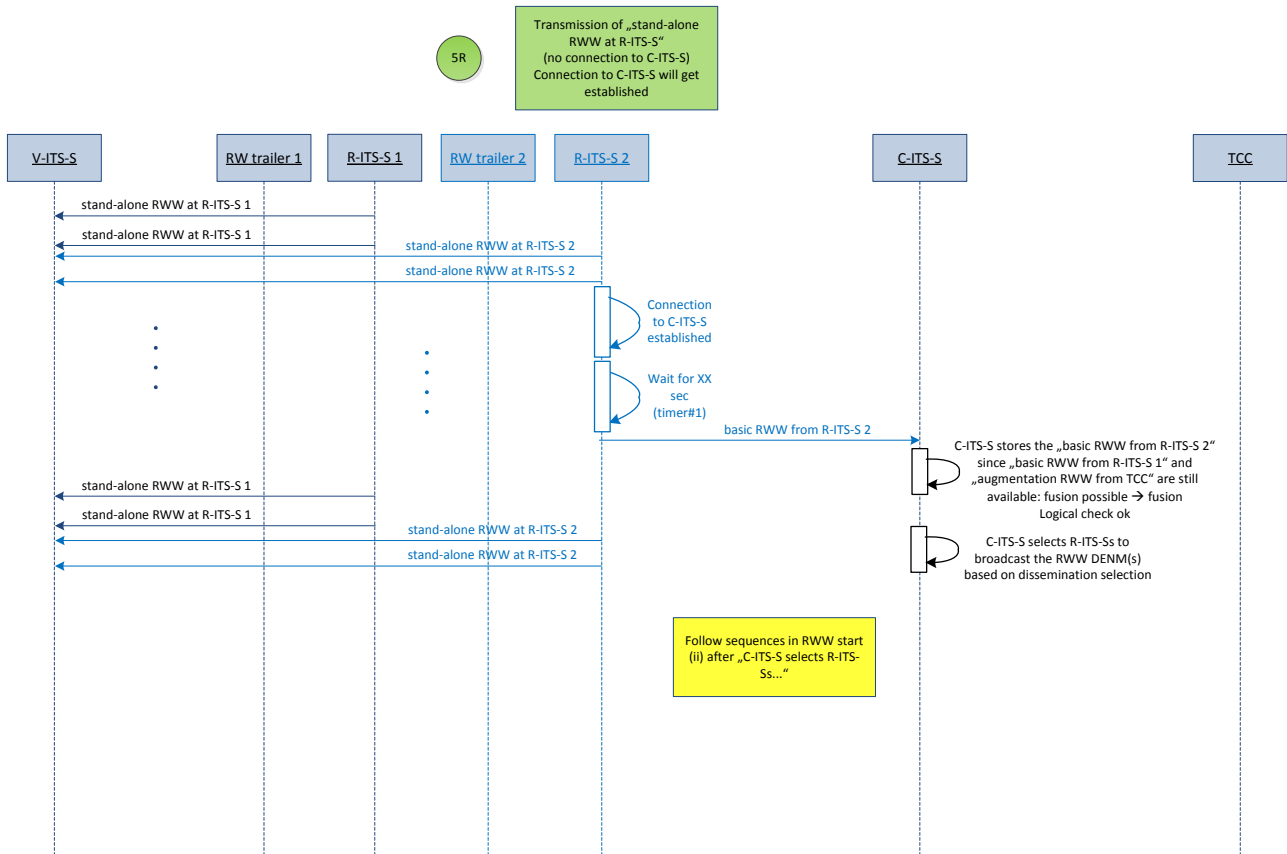 5R
Transmission of „stand-alone
RWW at R-ITS-S“
(no connection to C-ITS-S)
Connection to C-ITS-S will get
established
V-ITS-S
RW trailer 1
R-ITS-S 1
RW trailer 2
R-ITS-S 2
C-ITS-S
TCC
stand-alone RWW at R-ITS-S 1
stand-alone RWW at R-ITS-S 1
stand-alone RWW at R-ITS-S 2
stand-alone RWW at R-ITS-S 2
Connection
to C-ITS-S
established
Wait for XX
sec
(timer#1)
basic RWW from R-ITS-S 2
C-ITS-S stores the „basic RWW from R-ITS-S 2“
since „basic RWW from R-ITS-S 1“ and
„augmentation RWW from TCC“ are still
available: fusion possible → fusion
Logical check ok
stand-alone RWW at R-ITS-S 1
stand-alone RWW at R-ITS-S 1
stand-alone RWW at R-ITS-S 2
stand-alone RWW at R-ITS-S 2
C-ITS-S selects R-ITS-Ss to
broadcast the RWW DENM(s)
based on dissemination selection
Follow sequences in RWW start
(ii) after „C-ITS-S selects R-ITS-
Ss...“